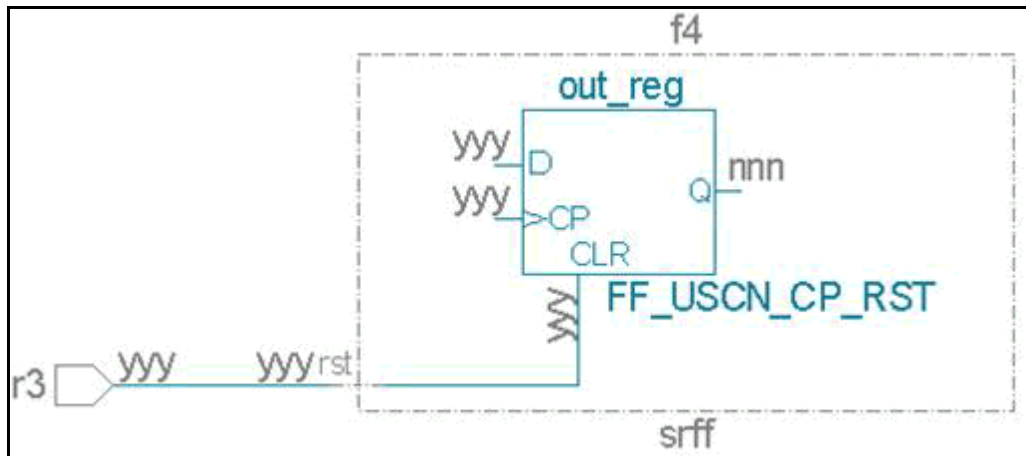 f4
out_reg
yyy
D
yyy
CP
Q
nnn
CLR
yyy
FF_USCN_CP_RST
r3
yyy
yyy
rst
srff